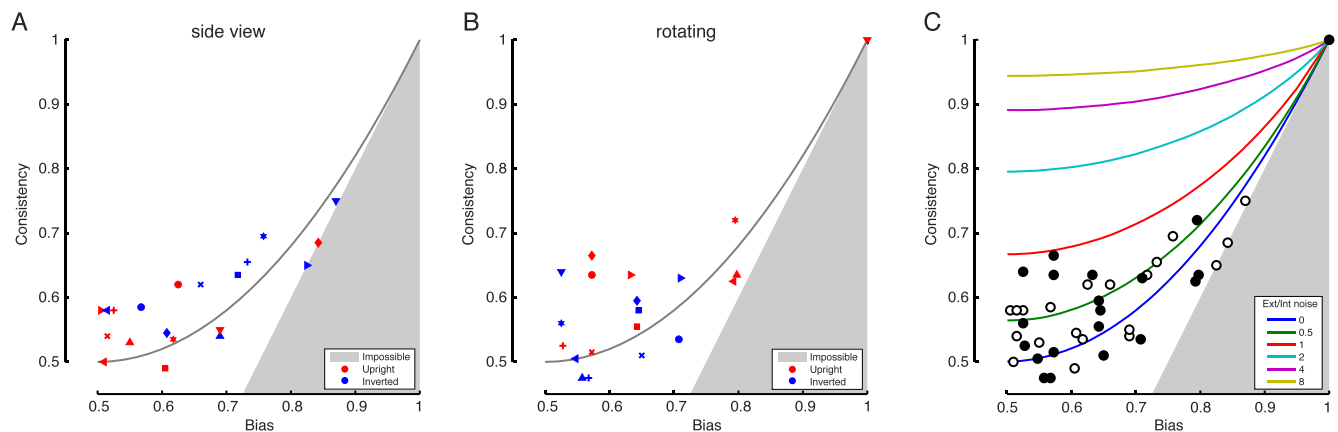 A
side view
1
0.9
0.8
0.7
0.6
0.5
Consistency
0.5 0.6 0.7 0.8 0.9 1
Bias
Impossible
Upright
Inverted
B
rotating
1
0.9
0.8
0.7
0.6
0.5
Consistency
0.5 0.6 0.7 0.8 0.9 1
Bias
Impossible
Upright
Inverted
C
1
0.9
0.8
0.7
0.6
0.5
Consistency
0.5 0.6 0.7 0.8 0.9 1
Bias
Ext/Int noise
0
0.5
1
2
4
8